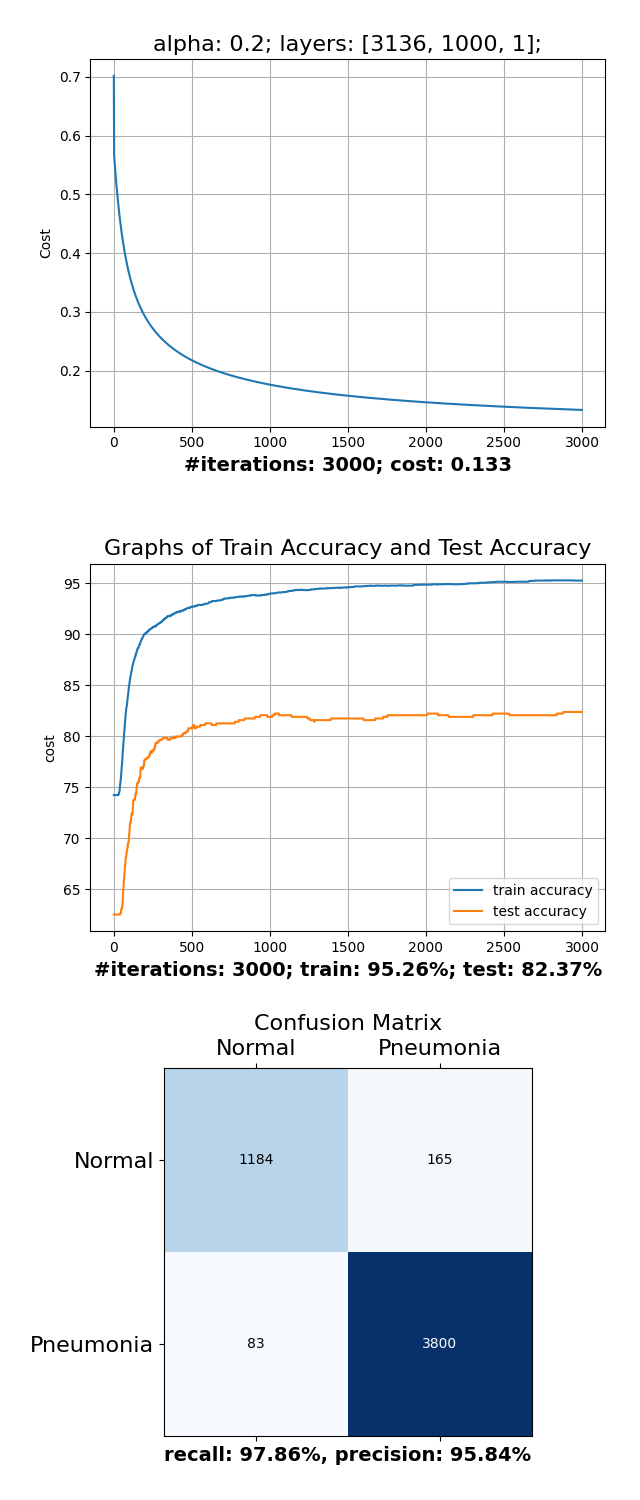 alpha: 0.2; layers: [3136, 1000, 1];
0.7
0.6
0.5
0.4
0.3
0.2
Cost
0 500 1000 1500 2000 2500 3000
#iterations: 3000; cost: 0.133
Graphs of Train Accuracy and Test Accuracy
95
90
85
80
75
70
65
cost
train accuracy
test accuracy
0 500 1000 1500 2000 2500 3000
#iterations: 3000; train: 95.26%; test: 82.37%
Confusion Matrix
Normal Pneumonia
Normal 1184 165
Pneumonia 83 3800
recall: 97.86%, precision: 95.84%